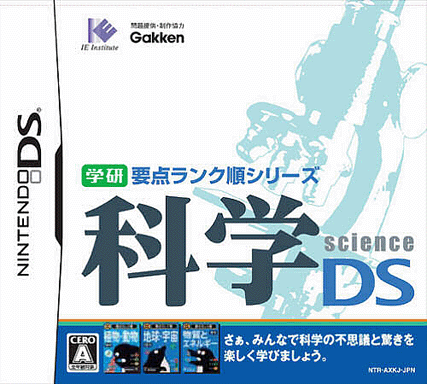 IE Institute
問題提供・制作協力
Gakken
NINTENDO DS
学研 要点ランク順シリーズ
科学
science
DS
CERO A
植物・動物
地球・宇宙
物質と
エネルギー
さぁ、みんなで科学の不思議と驚きを
楽しく学びましょう。
NTR-AXKJ-JPN